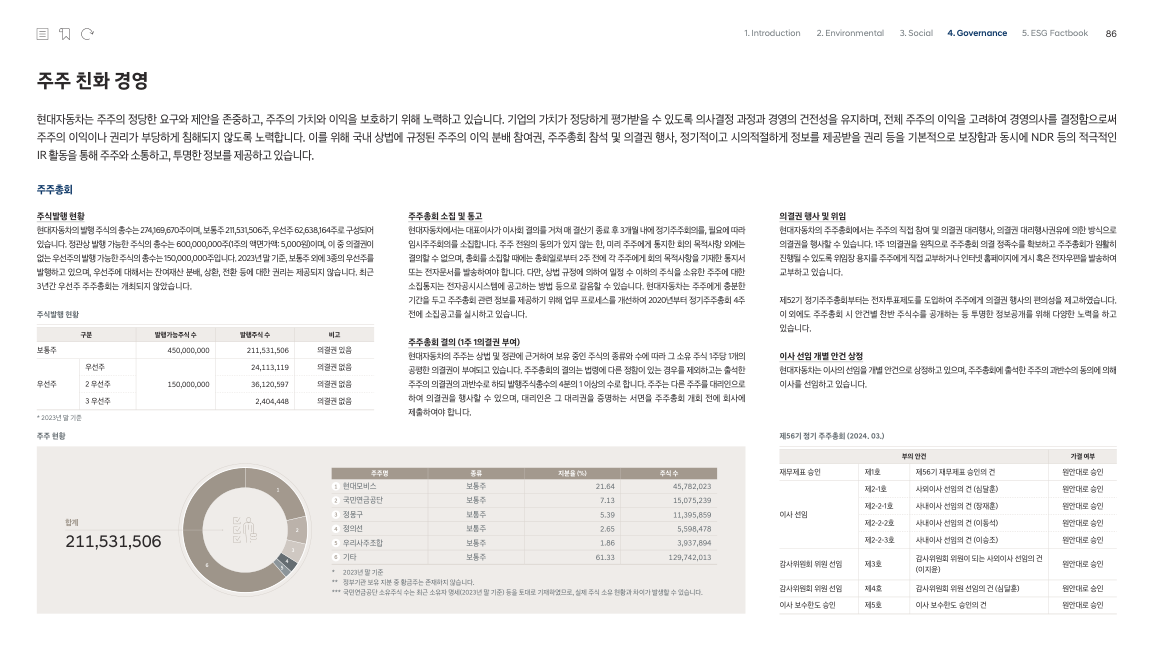 1. Introduction 2. Environmental 3. Social 4. Governance 5. ESG Factbook 86
주주 친화 경영
현대자동차는 주주의 정당한 요구와 제안을 존중하고, 주주의 가치와 이익을 보호하기 위해 노력하고 있습니다. 기업의 가치가 정당하게 평가받을 수 있도록 의사결정 과정과 경영의 건전성을 유지하며, 전체 주주의 이익을 고려하여 경영의사를 결정함으로써
주주의 이익이나 권리가 부당하게 침해되지 않도록 노력합니다. 이를 위해 국내 상법에 규정된 주주의 이익 분배 참여권, 주주총회 참석 및 의결권 행사, 정기적이고 시의적절하게 정보를 제공받을 권리 등을 기본적으로 보장함과 동시에 NDR 등의 적극적인
IR 활동을 통해 주주와 소통하고, 투명한 정보를 제공하고 있습니다.
주주총회
주식발행 현황
현대자동차의 발행 주식의 총수는 274,169,670주이며, 보통주 211,531,506주, 우선주 62,638,164주로 구성되어
있습니다. 정관상 발행 가능한 주식의 총수는 600,000,000주(1주의 액면가액: 5,000원)이며, 이 중 의결권이
없는 우선주의 발행 가능한 주식의 총수는 150,000,000주입니다. 2023년 기준, 보통주 외에 3종의 우선주를
발행하고 있으며, 우선주에 대해서는 잔여재산 분배, 상환, 전환 등에 대한 권리는 제공되지 않습니다. 최근
3년간 우선주 주주총회는 개최되지 않았습니다.
주식발행 현황
구분 발행가능주식 수 발행주식 수 비고
보통주 450,000,000 211,531,506 의결권 있음
우선주 우선주 150,000,000 24,113,119 의결권 없음
2 우선주 36,120,597 의결권 없음
3 우선주 2,404,448 의결권 없음
* 2023년 말 기준
주주총회 소집 및 통고
현대자동차에서는 대표이사가 이사회 결의를 거쳐 매 결산기 종료 후 3개월 내에 정기주주회의를, 필요에 따라
임시주주회의를 소집합니다. 주주 전원의 동의가 있지 않는 한, 미리 주주에게 통지한 회의 목적사항 외에는
결의할 수 없으며, 총회를 소집할 때에는 총회일로부터 2주 전에 각 주주에게 회의 목적사항을 기재한 통지서
또는 전자문서를 발송하여야 합니다. 다만, 상법 규정에 의하여 일정 수 이하의 주식을 소유한 주주에 대한
소집통지는 전자공시시스템에 공고하는 방법 등으로 갈음할 수 있습니다. 현대자동차는 주주에게 충분한
기간을 두고 주주총회 관련 정보를 제공하기 위해 업무 프로세스를 개선하여 2020년부터 정기주주총회 4주
전에 소집공고를 실시하고 있습니다.
주주총회 결의 (1주 1의결권 부여)
현대자동차의 주주는 상법 및 정관에 근거하여 보유 중인 주식의 종류와 수에 따라 그 소유 주식 1주당 1개의
공평한 의결권이 부여되고 있습니다. 주주총회의 결의는 법령에 다른 정함이 있는 경우를 제외하고는 출석한
주주의 의결권의 과반수로 하되 발행주식총수의 4분의 1 이상의 수로 합니다. 주주는 다른 주주를 대리인으로
하여 의결권을 행사할 수 있으며, 대리인은 그 대리권을 증명하는 서면을 주주총회 개회 전에 회사에
제출하여야 합니다.
의결권 행사 및 위임
현대자동차의 주주총회에서는 주주의 직접 참여 및 의결권 대리행사, 의결권 대리행사권유에 의한 방식으로
의결권을 행사할 수 있습니다. 1주 1의결권을 원칙으로 주주총회 의결 정족수를 확보하고 주주총회가 원활히
진행될 수 있도록 위임장 용지를 주주에게 직접 교부하거나 인터넷 홈페이지에 게시 혹은 전자우편을 발송하여
교부하고 있습니다.
제52기 정기주주총회부터는 전자투표제도를 도입하여 주주에게 의결권 행사의 편의성을 제고하였습니다.
이 외에도 주주총회 시 안건별 찬반 주식수를 공개하는 등 투명한 정보공개를 위해 다양한 노력을 하고
있습니다.
이사 선임 개별 안건 상정
현대자동차는 이사의 선임을 개별 안건으로 상정하고 있으며, 주주총회에 출석한 주주의 과반수의 동의에 의해
이사를 선임하고 있습니다.
주주 현황
합계
211,531,506
1
2
3
4
5
6
주주명 종류 지분율 (%) 주식 수
1 현대모비스 보통주 21.64 45,782,023
2 국민연금공단 보통주 7.13 15,075,239
3 정몽구 보통주 5.39 11,395,859
4 정의선 보통주 2.65 5,598,478
5 우리사주조합 보통주 1.86 3,937,894
6 기타 보통주 61.33 129,742,013
* 2023년 말 기준
** 정부기관 보유 지분 중 황금주는 존재하지 않습니다.
*** 국민연금공단 소유주식 수는 최근 소유자 명세(2023년 말 기준) 등을 토대로 기재하였으므로, 실제 주식 소유 현황과 차이가 발생할 수 있습니다.
제56기 정기 주주총회 (2024. 03.)
부의 안건 가결 여부
재무제표 승인 제1호 제56기 재무제표 승인의 건 원안대로 승인
이사 선임 제2-1호 사외이사 선임의 건 (심달훈) 원안대로 승인
제2-2-1호 사내이사 선임의 건 (장재훈) 원안대로 승인
제2-2-2호 사내이사 선임의 건 (이동석) 원안대로 승인
제2-2-3호 사내이사 선임의 건 (이승조) 원안대로 승인
감사위원회 위원 선임 제3호 감사위원회 위원이 되는 사외이사 선임의 건
(이지윤) 원안대로 승인
감사위원회 위원 선임 제4호 감사위원회 위원 선임의 건 (심달훈) 원안대로 승인
이사 보수한도 승인 제5호 이사 보수한도 승인의 건 원안대로 승인